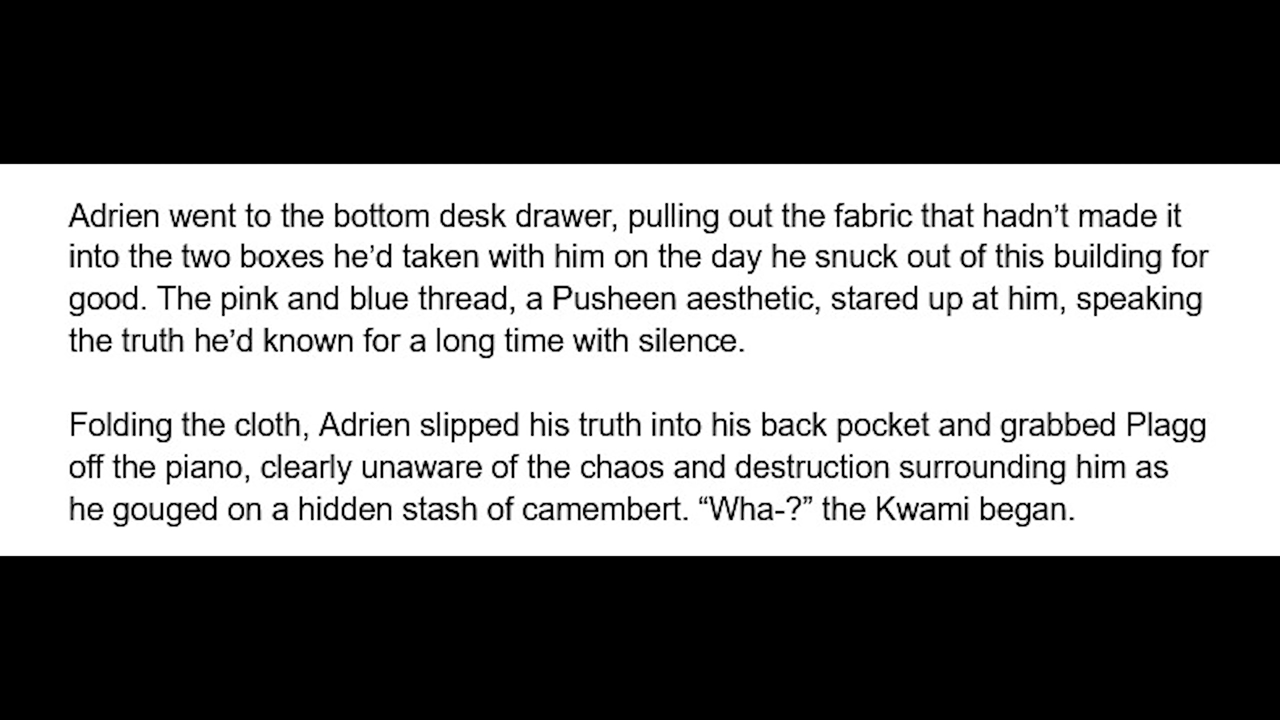 Adrien went to the bottom desk drawer, pulling out the fabric that hadn’t made it
into the two boxes he’d taken with him on the day he snuck out of this building for
good. The pink and blue thread, a Pusheen aesthetic, stared up at him, speaking
the truth he’d known for a long time with silence.
Folding the cloth, Adrien slipped his truth into his back pocket and grabbed Plagg
off the piano, clearly unaware of the chaos and destruction surrounding him as
he gouged on a hidden stash of camembert. “Wha-?” the Kwami began.